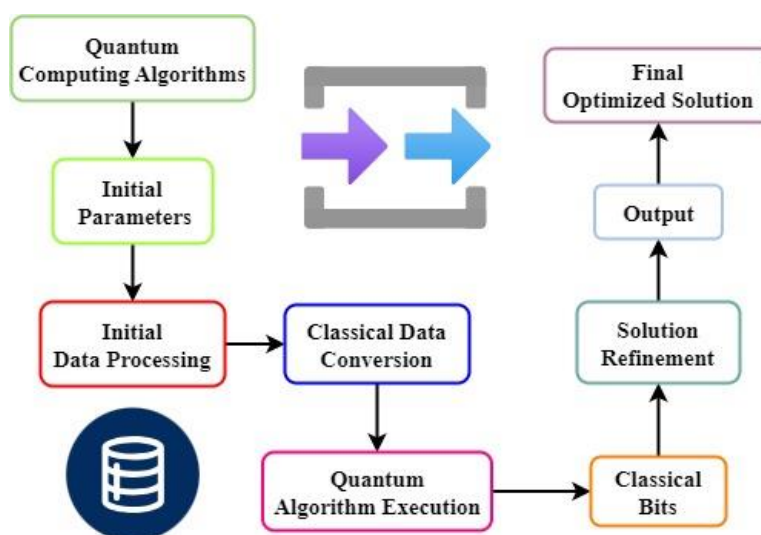 Quantum
Computing Algorithms
Initial
Parameters
Initial
Data Processing
Classical Data
Conversion
Quantum
Algorithm Execution
Classical
Bits
Solution
Refinement
Output
Final
Optimized Solution